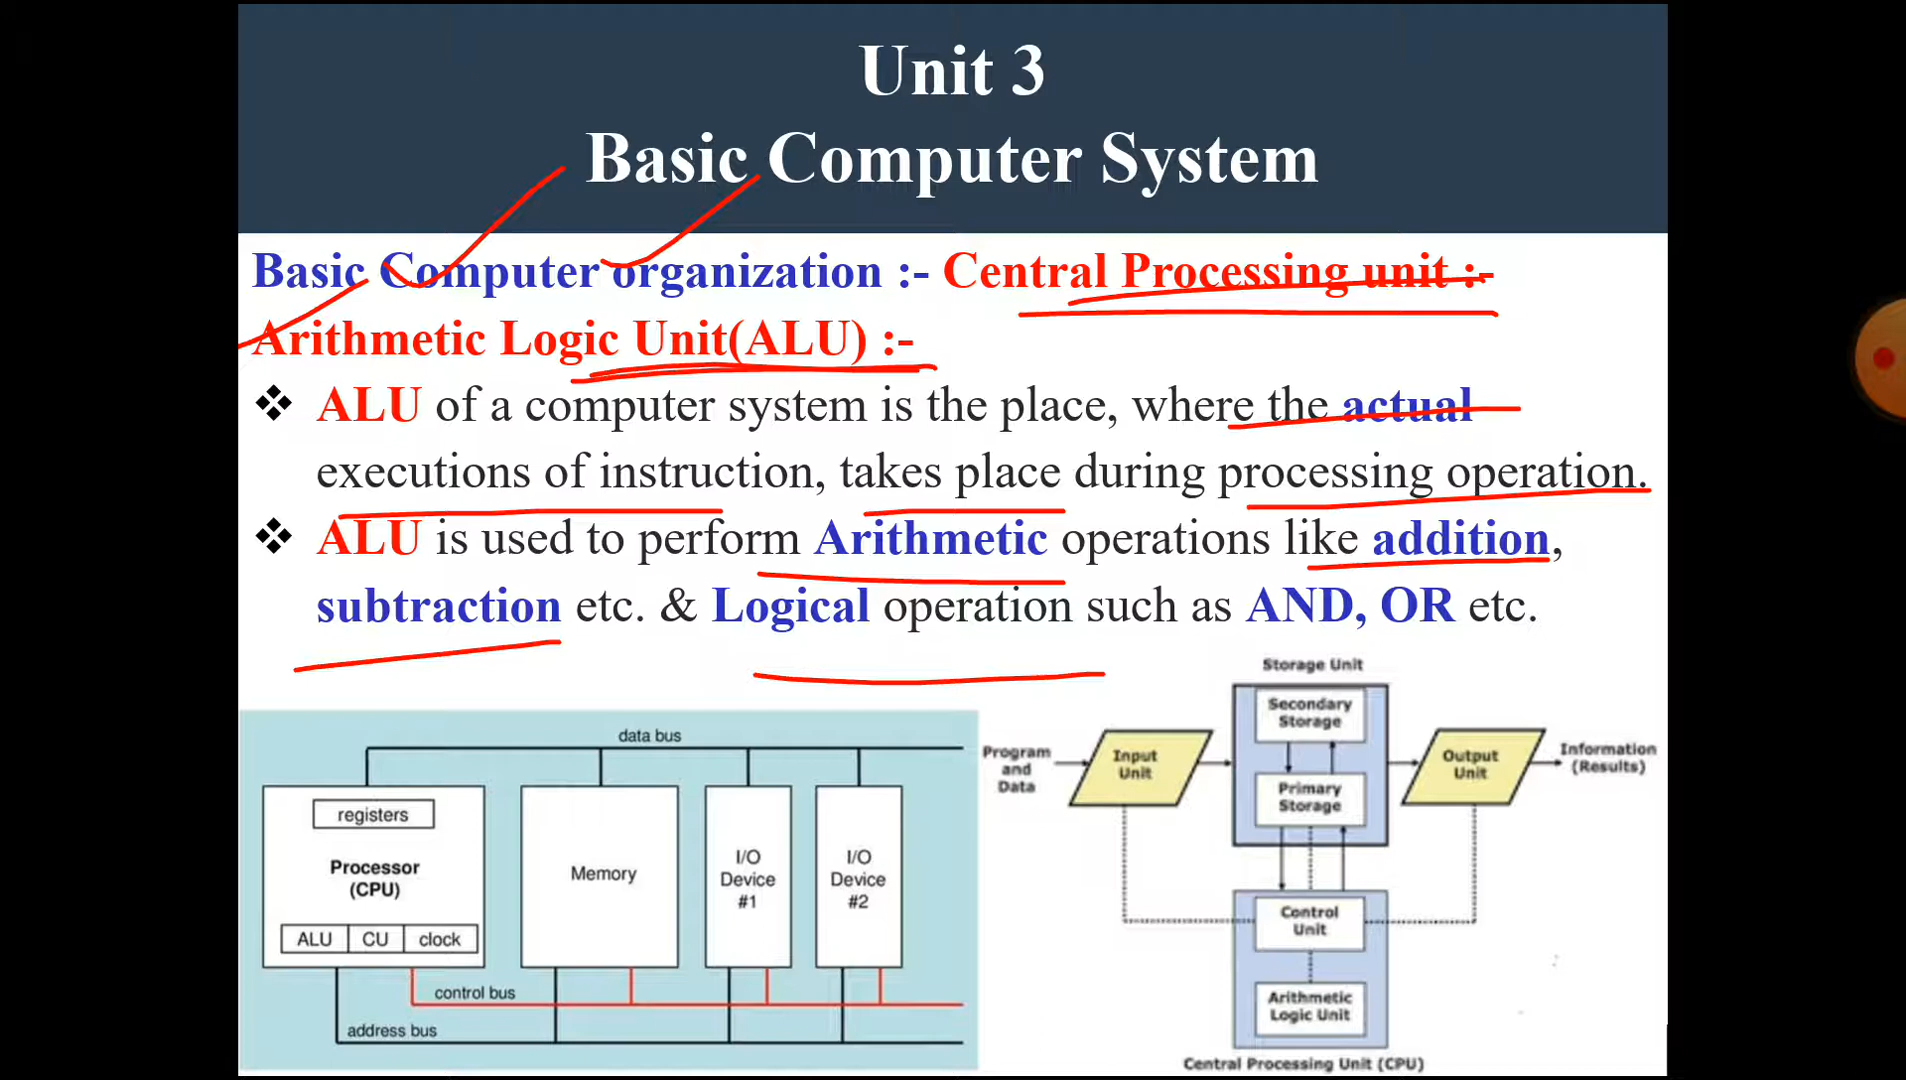 Unit 3
Basic Computer System
Basic Computer organization :- Central Processing unit :-
Arithmetic Logic Unit(ALU) :-
❖ ALU of a computer system is the place, where the actual
executions of instruction, takes place during processing operation.
❖ ALU is used to perform Arithmetic operations like addition,
subtraction etc. & Logical operation such as AND, OR etc.
data bus
registers
Processor
(CPU)
ALU CU clock
Memory
I/O
Device
#1
I/O
Device
#2
control bus
address bus
Storage Unit
Secondary
Storage
Program
and
Data
Input
Unit
Primary
Storage
Output
Unit
Information
(Results)
Control
Unit
Arithmetic
Logic Unit
Central Processing Unit (CPU)